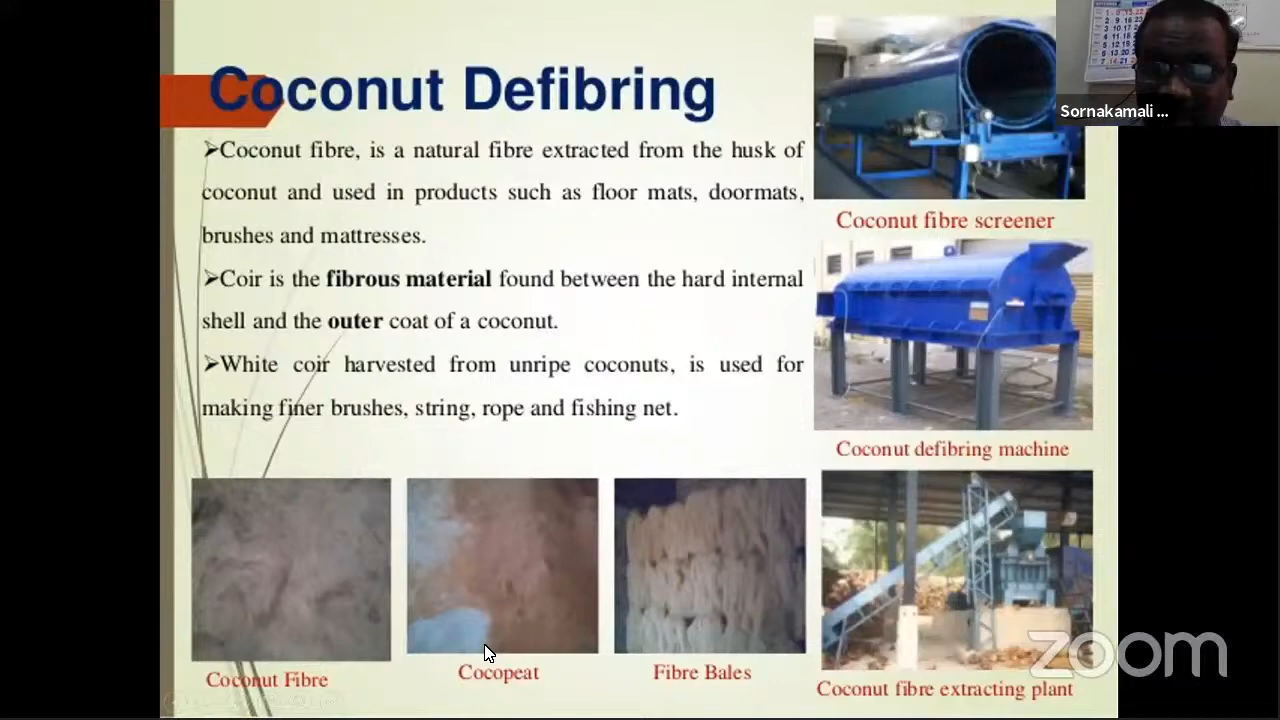 Coconut Defibring
➢Coconut fibre, is a natural fibre extracted from the husk of
coconut and used in products such as floor mats, doormats,
brushes and mattresses.
➢Coir is the fibrous material found between the hard internal
shell and the outer coat of a coconut.
➢White coir harvested from unripe coconuts, is used for
making finer brushes, string, rope and fishing net.
Coconut fibre screener
Coconut defibring machine
Coconut fibre extracting plant
Coconut Fibre
Cocopeat
Fibre Bales
Sornakamali ...
zoom